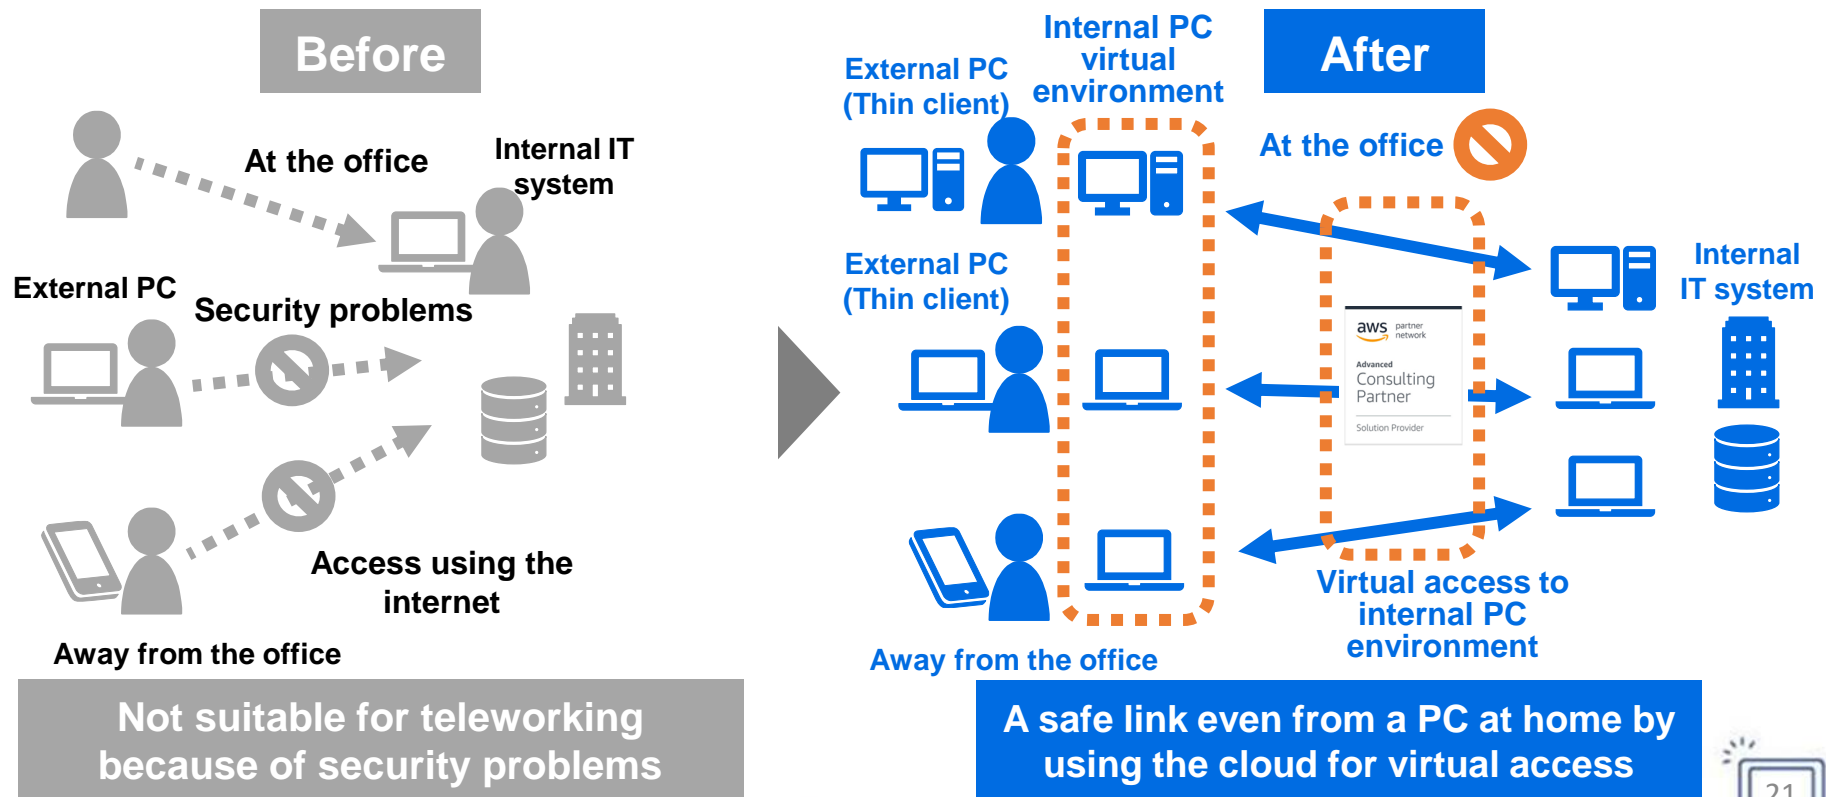 Before
At the office
Internal IT
system
External PC
Security problems
Access using the
internet
Away from the office
Not suitable for teleworking
because of security problems
After
Internal PC
virtual
environment
External PC
(Thin client)
At the office
External PC
(Thin client)
Internal
IT system
aws partner
network
Advanced
Consulting
Partner
Solution Provider
Virtual access to
internal PC
environment
Away from the office
A safe link even from a PC at home by
using the cloud for virtual access
21